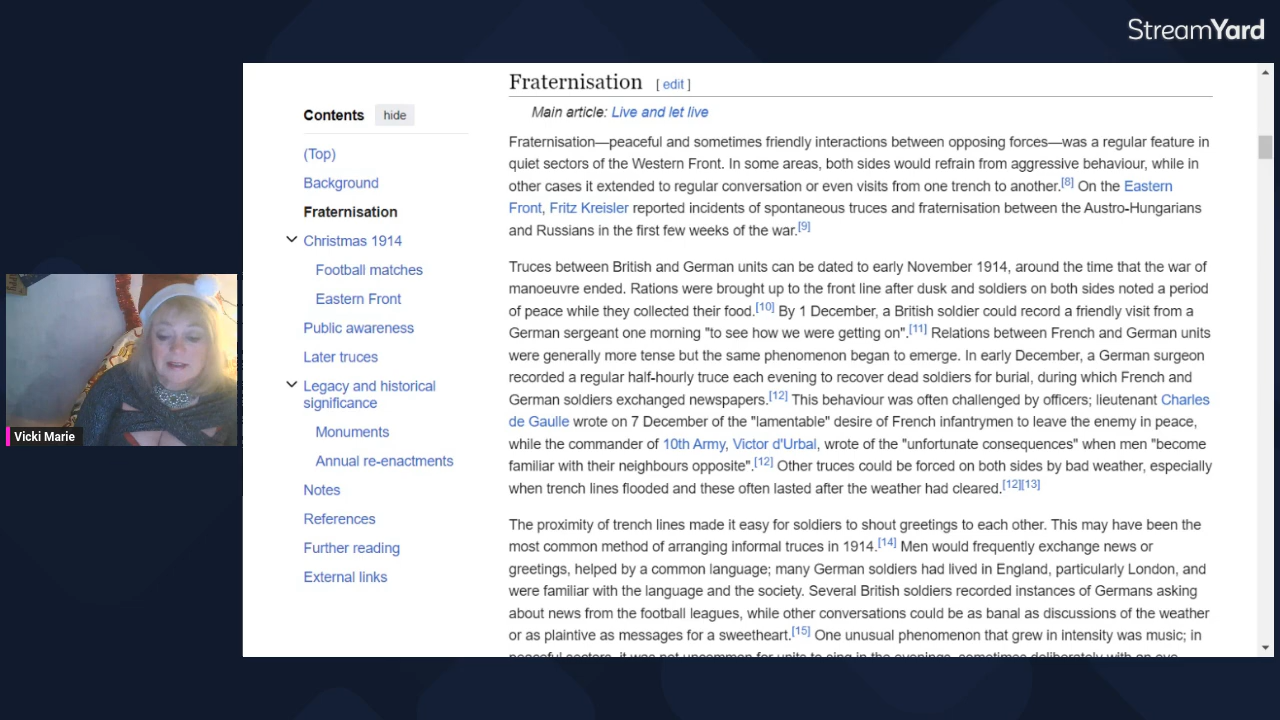 StreamYard
Fraternisation [ edit ]
Main article: Live and let live
Contents hide
(Top)
Background
Fraternisation
Christmas 1914
Football matches
Eastern Front
Public awareness
Later truces
Legacy and historical
significance
Monuments
Annual re-enactments
Notes
References
Further reading
External links
Fraternisation—peaceful and sometimes friendly interactions between opposing forces—was a regular feature in
quiet sectors of the Western Front. In some areas, both sides would refrain from aggressive behaviour, while in
other cases it extended to regular conversation or even visits from one trench to another.[8] On the Eastern
Front, Fritz Kreisler reported incidents of spontaneous truces and fraternisation between the Austro-Hungarians
and Russians in the first few weeks of the war.[9]
Truces between British and German units can be dated to early November 1914, around the time that the war of
manoeuvre ended. Rations were brought up to the front line after dusk and soldiers on both sides noted a period
of peace while they collected their food.[10] By 1 December, a British soldier could record a friendly visit from a
German sergeant one morning "to see how we were getting on".[11] Relations between French and German units
were generally more tense but the same phenomenon began to emerge. In early December, a German surgeon
recorded a regular half-hourly truce each evening to recover dead soldiers for burial, during which French and
German soldiers exchanged newspapers.[12] This behaviour was often challenged by officers; lieutenant Charles
de Gaulle wrote on 7 December of the "lamentable" desire of French infantrymen to leave the enemy in peace,
while the commander of 10th Army, Victor d'Urbal, wrote of the "unfortunate consequences" when men "become
familiar with their neighbours opposite".[12] Other truces could be forced on both sides by bad weather, especially
when trench lines flooded and these often lasted after the weather had cleared.[12][13]
The proximity of trench lines made it easy for soldiers to shout greetings to each other. This may have been the
most common method of arranging informal truces in 1914.[14] Men would frequently exchange news or
greetings, helped by a common language; many German soldiers had lived in England, particularly London, and
were familiar with the language and the society. Several British soldiers recorded instances of Germans asking
about news from the football leagues, while other conversations could be as banal as discussions of the weather
or as plaintive as messages for a sweetheart.[15] One unusual phenomenon that grew in intensity was music; in
peaceful sectors, it was not uncommon for units to sing in the evenings, sometimes deliberately with an eye
Vicki Marie